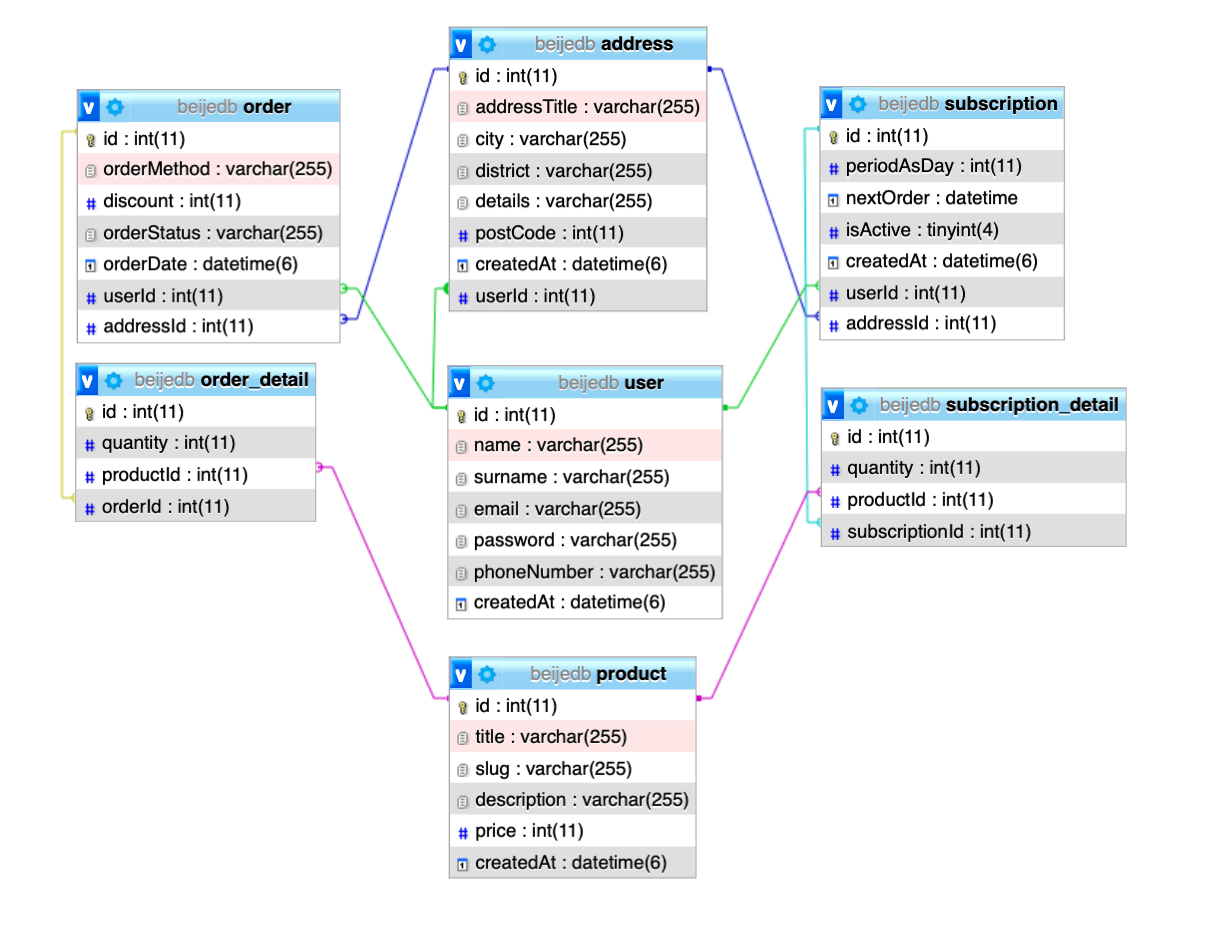 beijedb order
id : int(11)
orderMethod : varchar(255)
discount : int(11)
orderStatus : varchar(255)
orderDate : datetime(6)
userId : int(11)
addressId : int(11)
beijedb order_detail
id : int(11)
quantity : int(11)
productId : int(11)
orderId : int(11)
beijedb address
id : int(11)
addressTitle : varchar(255)
city : varchar(255)
district : varchar(255)
details : varchar(255)
postCode : int(11)
createdAt : datetime(6)
userId : int(11)
beijedb user
id : int(11)
name : varchar(255)
surname : varchar(255)
email : varchar(255)
password : varchar(255)
phoneNumber : varchar(255)
createdAt : datetime(6)
beijedb product
id : int(11)
title : varchar(255)
slug : varchar(255)
description : varchar(255)
price : int(11)
createdAt : datetime(6)
beijedb subscription
id : int(11)
periodAsDay : int(11)
nextOrder : datetime
isActive : tinyint(4)
createdAt : datetime(6)
userId : int(11)
addressId : int(11)
beijedb subscription_detail
id : int(11)
quantity : int(11)
productId : int(11)
subscriptionId : int(11)